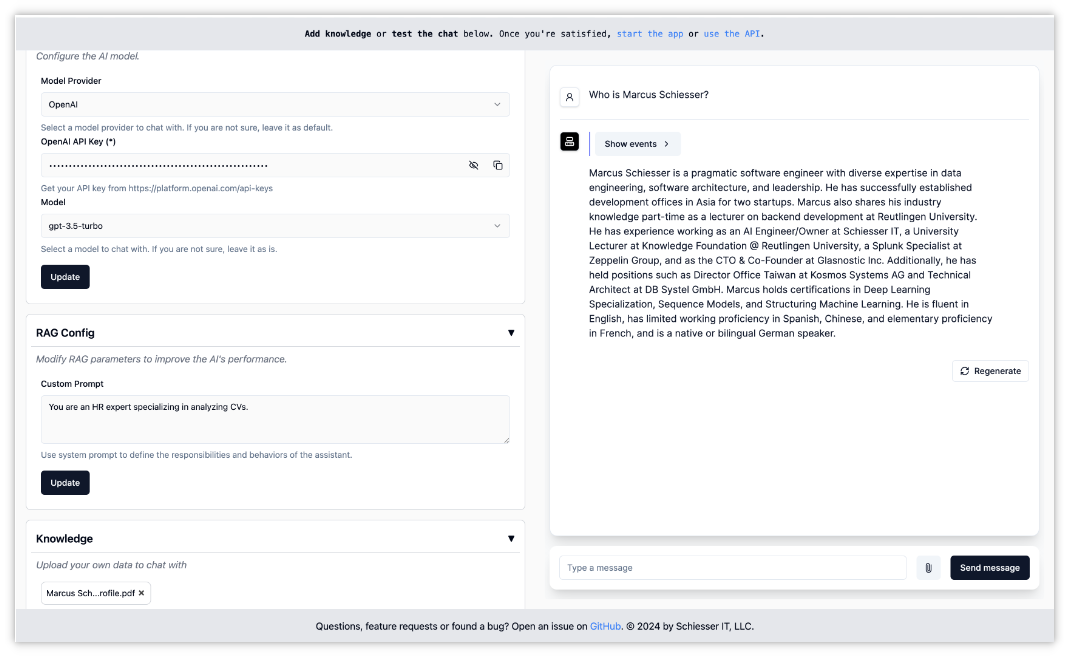 Add knowledge or test the chat below. Once you're satisfied, start the app or use the API.
Configure the AI model.
Model Provider
OpenAI
Select a model provider to chat with. If you are not sure, leave it as default.
OpenAI API Key (*)
Get your API key from https://platform.openai.com/api-keys
Model
gpt-3.5-turbo
Select a model to chat with. If you are not sure, leave it as is.
Update
RAG Config ▼
Modify RAG parameters to improve the AI's performance.
Custom Prompt
You are an HR expert specializing in analyzing CVs.
Use system prompt to define the responsibilities and behaviors of the assistant.
Update
Knowledge ▼
Upload your own data to chat with
Marcus Sch...rofile.pdf ×
Who is Marcus Schiesser?
Show events >
Marcus Schiesser is a pragmatic software engineer with diverse expertise in data
engineering, software architecture, and leadership. He has successfully established
development offices in Asia for two startups. Marcus also shares his industry
knowledge part-time as a lecturer on backend development at Reutlingen University.
He has experience working as an AI Engineer/Owner at Schiesser IT, a University
Lecturer at Knowledge Foundation @ Reutlingen University, a Splunk Specialist at
Zeppelin Group, and as the CTO & Co-Founder at Glasnostic Inc. Additionally, he has
held positions such as Director Office Taiwan at Kosmos Systems AG and Technical
Architect at DB Systel GmbH. Marcus holds certifications in Deep Learning
Specialization, Sequence Models, and Structuring Machine Learning. He is fluent in
English, has limited working proficiency in Spanish, Chinese, and elementary proficiency
in French, and is a native or bilingual German speaker.
Regenerate
Type a message
Send message
Questions, feature requests or found a bug? Open an issue on GitHub. © 2024 by Schiesser IT, LLC.